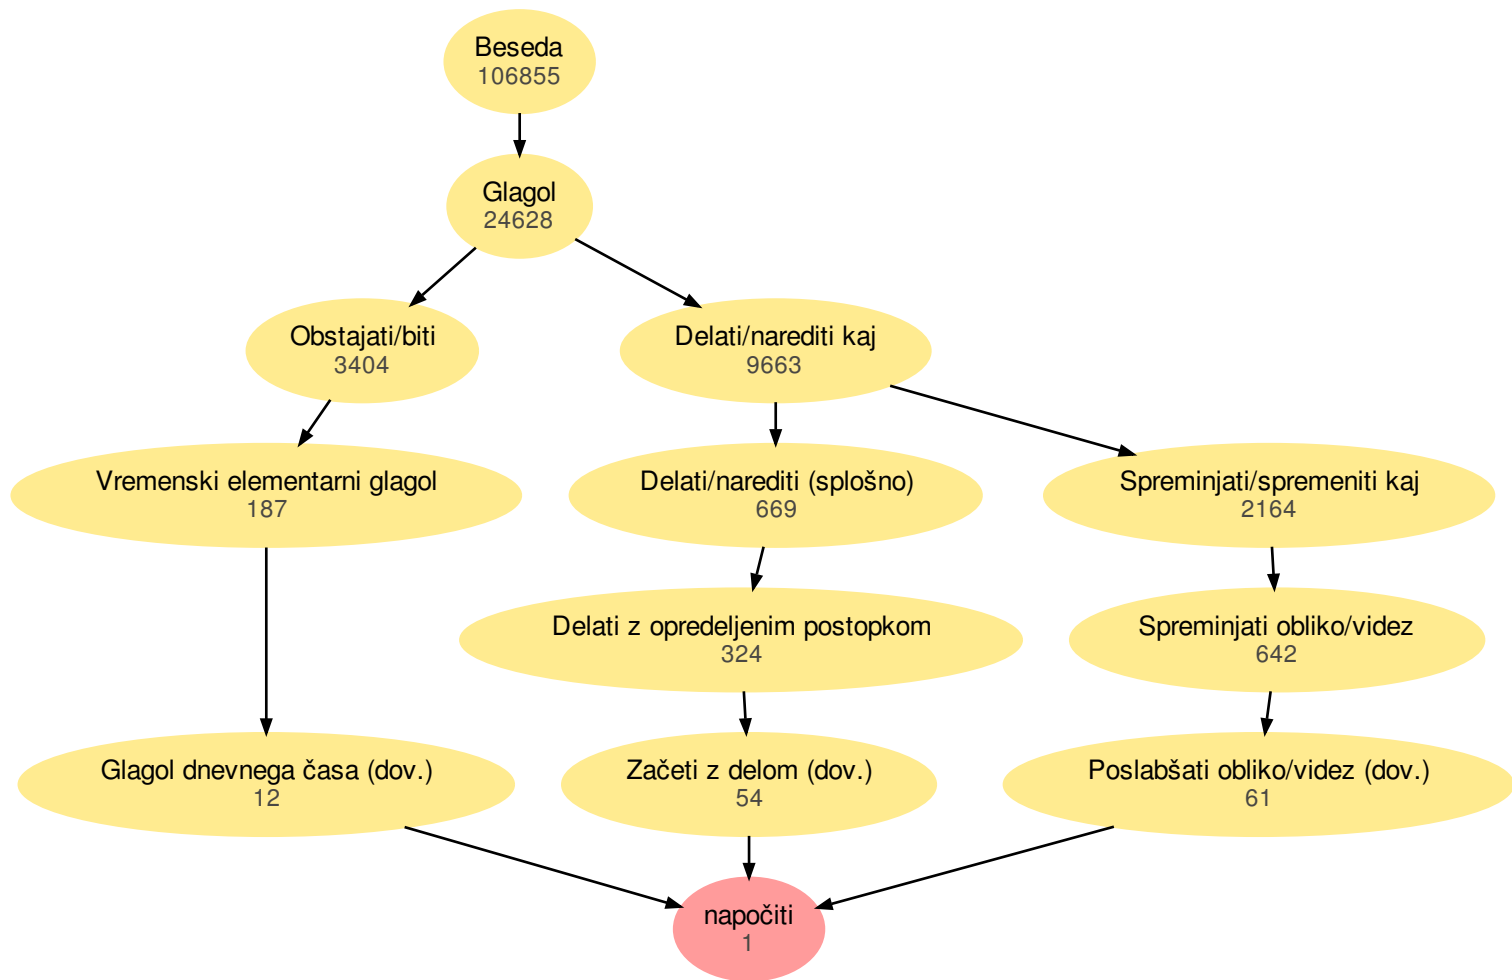 Beseda
106855
Glagol
24628
Obstajati/biti
3404
Delati/narediti kaj
9663
Vremenski elementarni glagol
187
Delati/narediti (splošno)
669
Spreminjati/spremeniti kaj
2164
Delati z opredeljenim postopkom
324
Spreminjati obliko/videz
642
Glagol dnevnega časa (dov.)
12
Začeti z delom (dov.)
54
Poslabšati obliko/videz (dov.)
61
napočiti
1